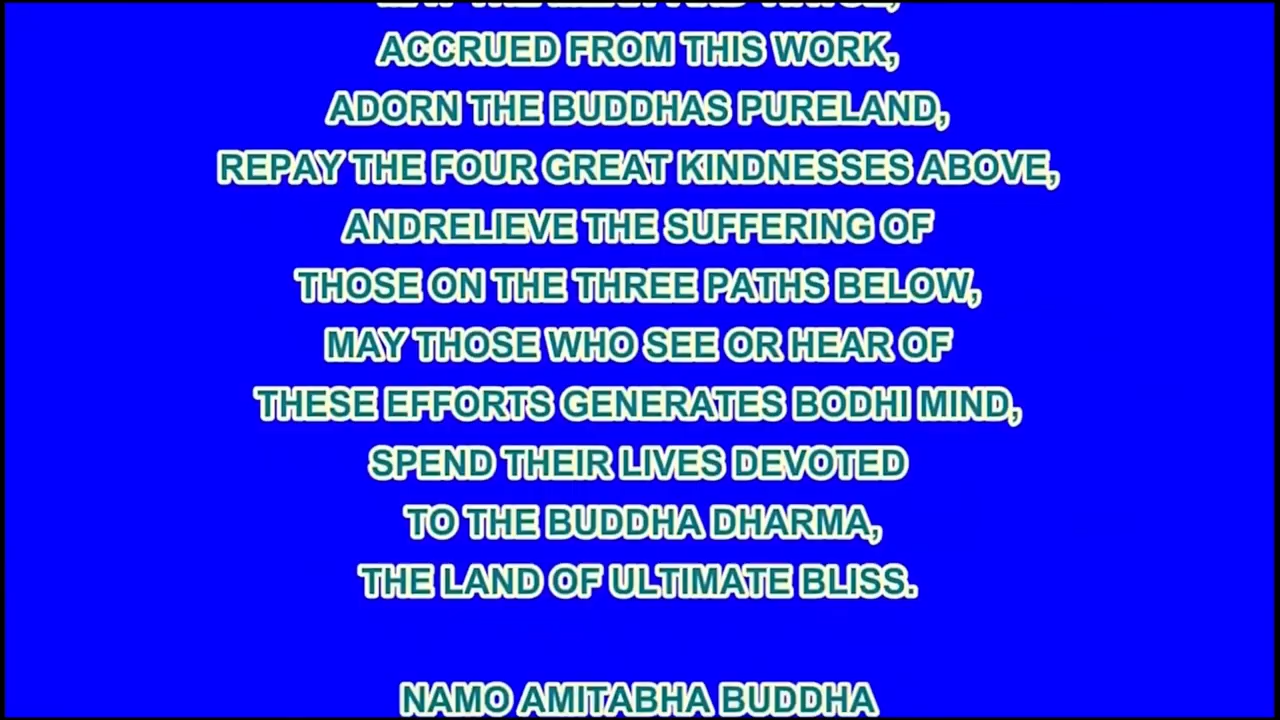 ACCRUED FROM THIS WORK,
ADORN THE BUDDHAS PURELAND,
REPAY THE FOUR GREAT KINDNESSES ABOVE,
ANDRELIEVE THE SUFFERING OF
THOSE ON THE THREE PATHS BELOW,
MAY THOSE WHO SEE OR HEAR OF
THESE EFFORTS GENERATES BODHI MIND,
SPEND THEIR LIVES DEVOTED
TO THE BUDDHA DHARMA,
THE LAND OF ULTIMATE BLISS.
NAMO AMITABHA BUDDHA